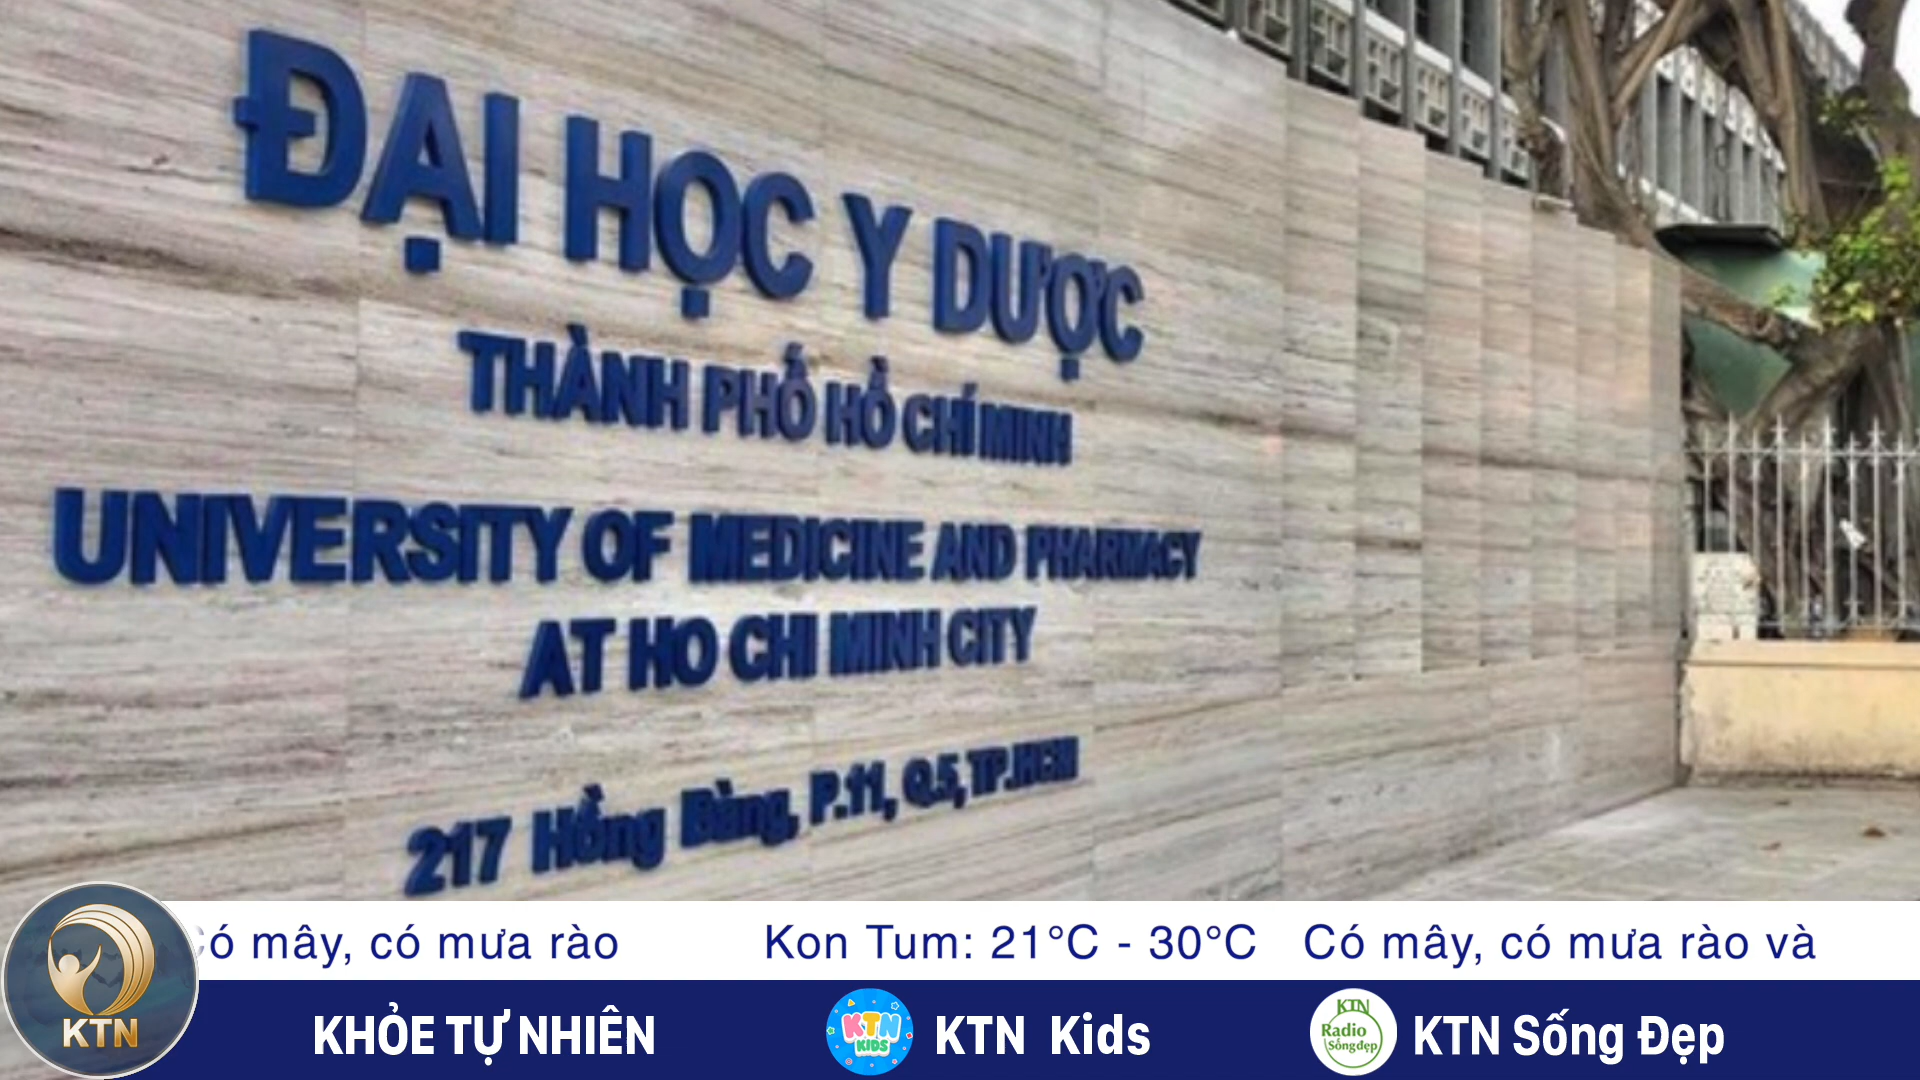 ĐẠI HỌC Y DƯỢC
THÀNH PHỐ HỒ CHÍ MINH
UNIVERSITY OF MEDICINE AND PHARMACY
AT HO CHI MINH CITY
217 Hồng Bàng, P.11, Q.5, TP.HCM
Có mây, có mưa rào Kon Tum: 21°C - 30°C Có mây, có mưa rào và
KTN
KHỎE TỰ NHIÊN
KTN KIDS
KTN Kids
KTN
Radio
Sốngđẹp
KTN Sống Đẹp